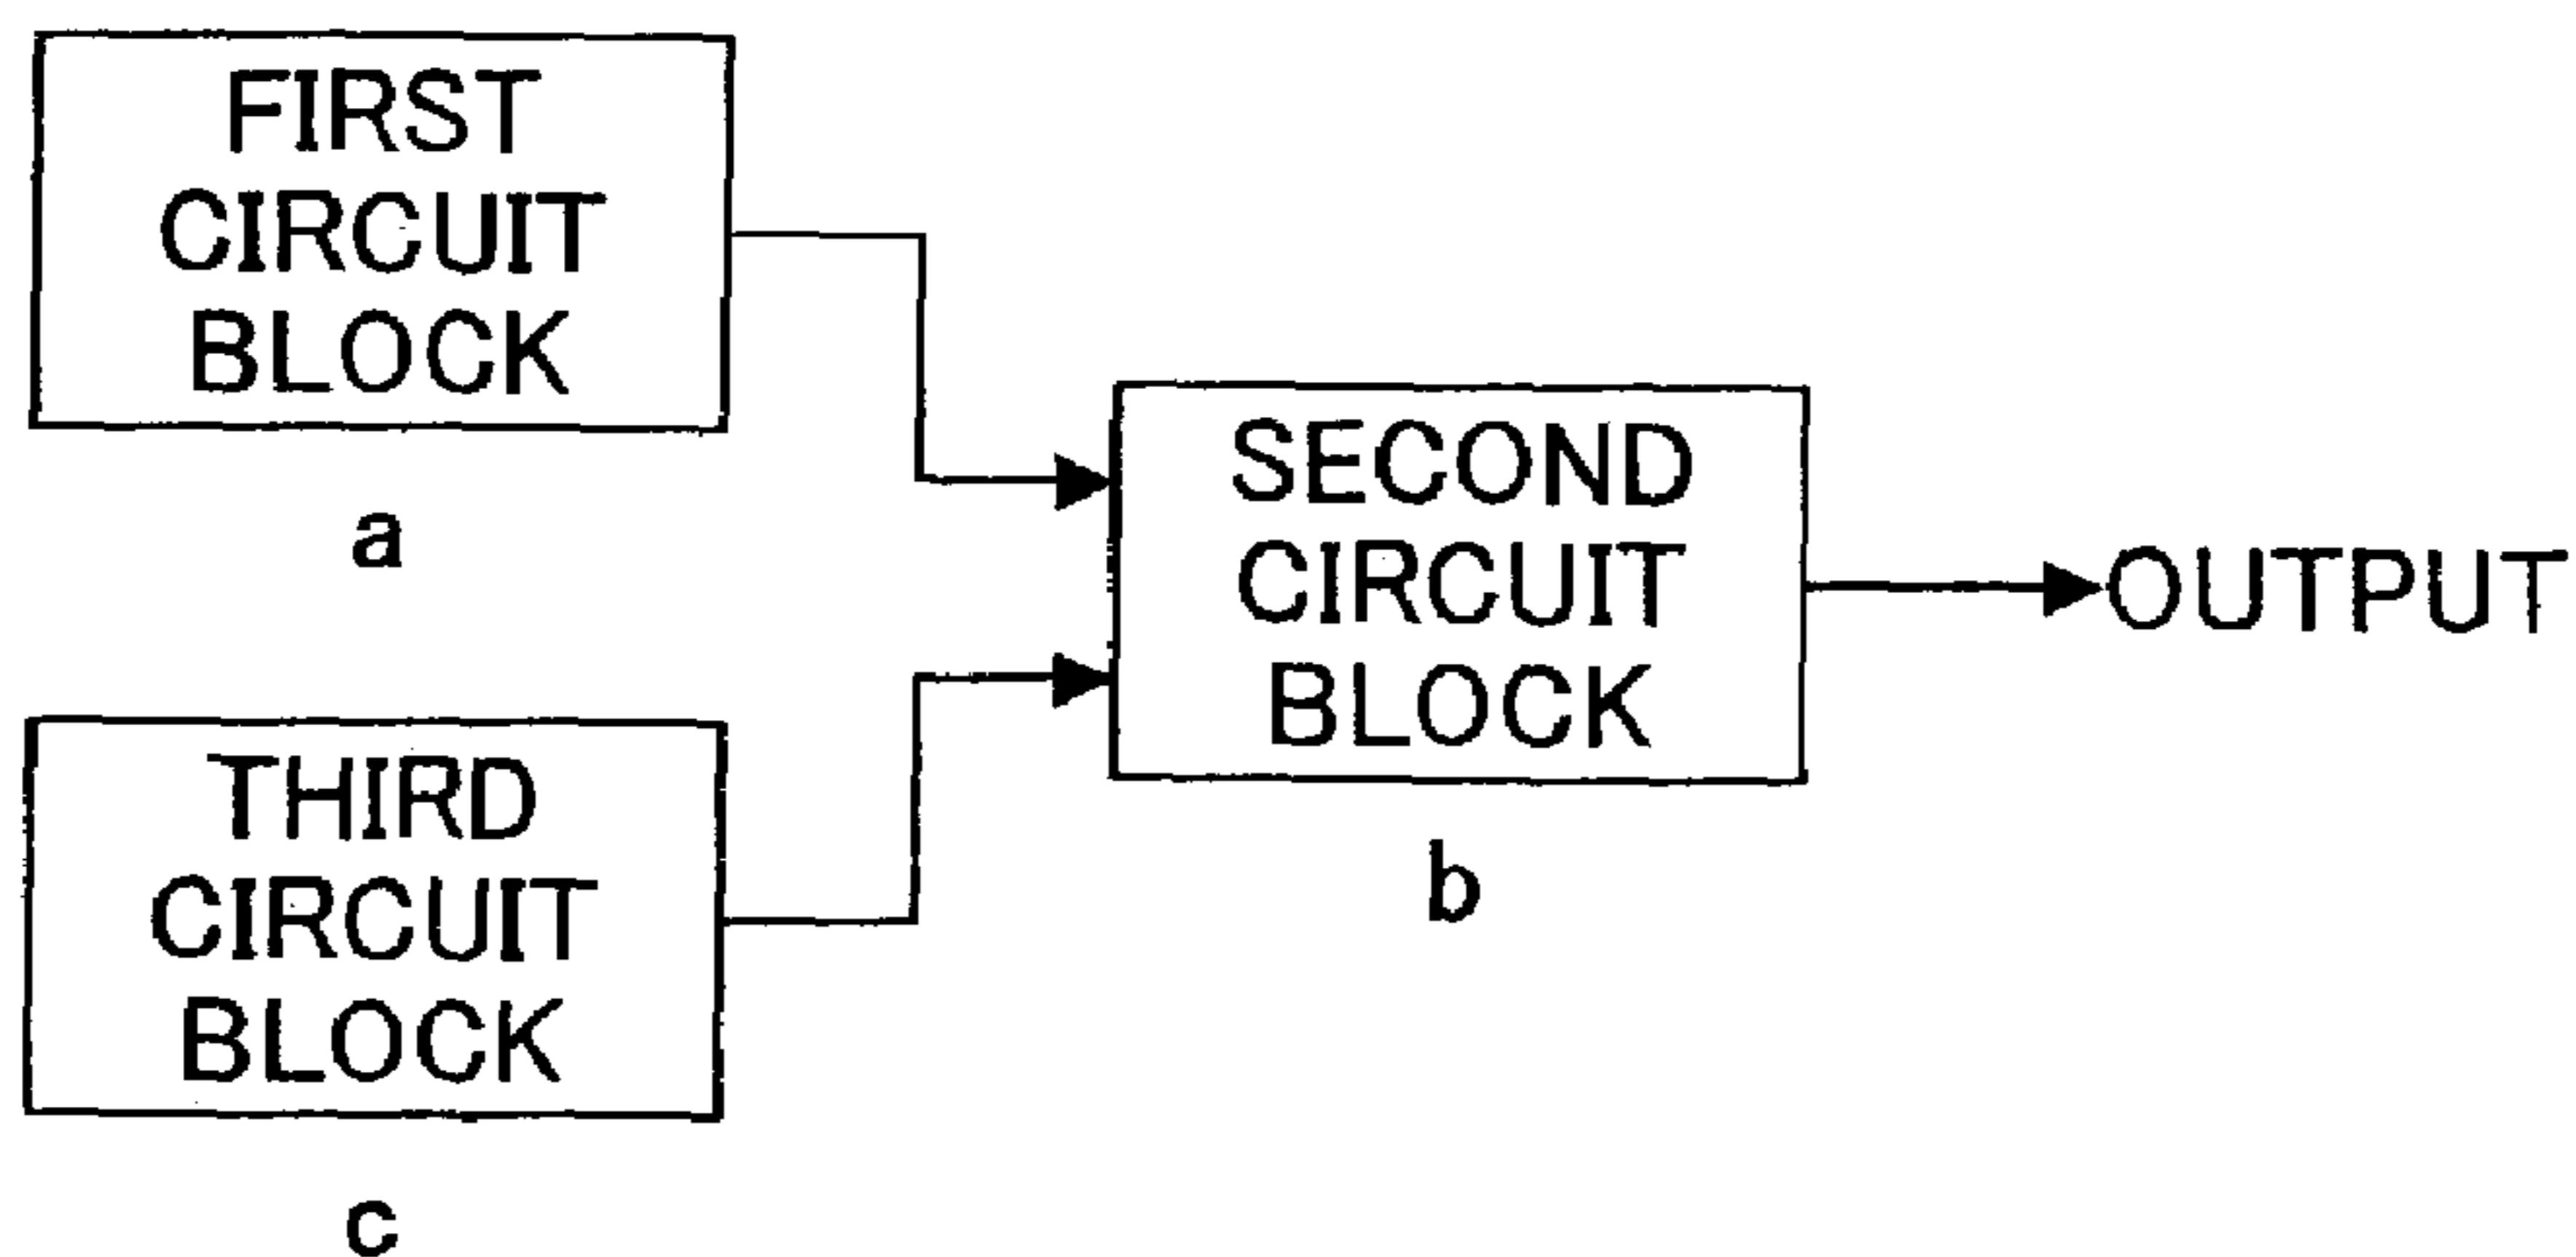 FIRST
CIRCUIT
BLOCK
a
SECOND
CIRCUIT
BLOCK
b
OUTPUT
THIRD
CIRCUIT
BLOCK
c